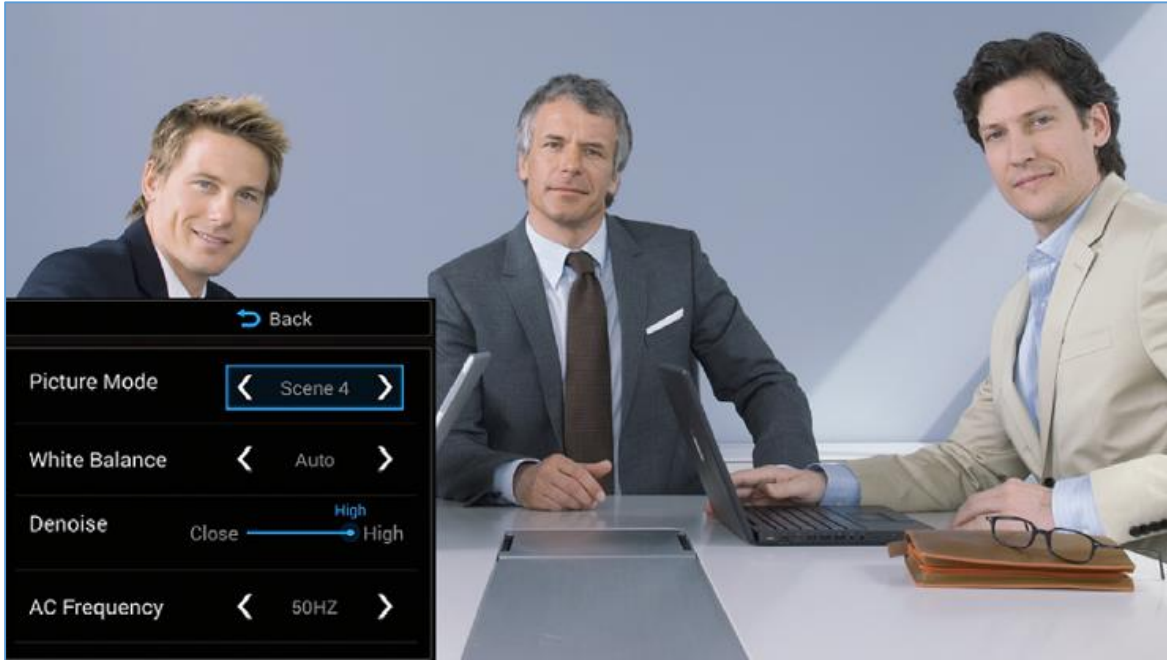 Back
Picture Mode Scene 4
White Balance Auto
High
Denoise Close High
AC Frequency 50HZ